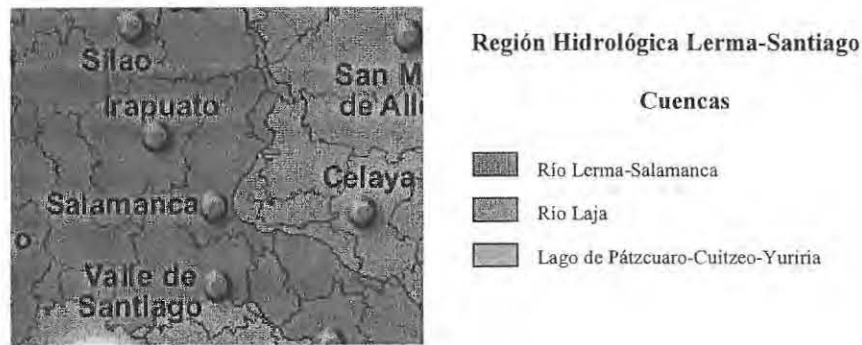 Silao
San M
de All
Irapuato
Celaya
Salamanca
o
Valle de
Santiago
Región Hidrológica Lerma-Santiago
Cuencas
Río Lerma-Salamanca
Río Laja
Lago de Pátzcuaro-Cuitzeo-Yuriria